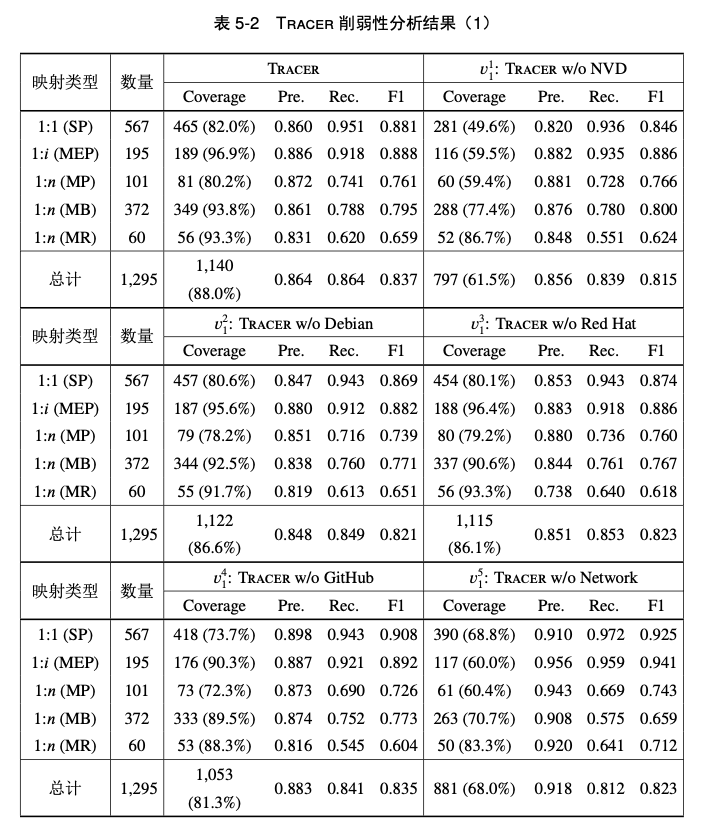 表 5-2 TRACER 削弱性分析结果（1）
映射类型 数量 TRACER υ₁¹: TRACER w/o NVD
Coverage Pre. Rec. F1 Coverage Pre. Rec. F1
1:1 (SP) 567 465 (82.0%) 0.860 0.951 0.881 281 (49.6%) 0.820 0.936 0.846
1:i (MEP) 195 189 (96.9%) 0.886 0.918 0.888 116 (59.5%) 0.882 0.935 0.886
1:n (MP) 101 81 (80.2%) 0.872 0.741 0.761 60 (59.4%) 0.881 0.728 0.766
1:n (MB) 372 349 (93.8%) 0.861 0.788 0.795 288 (77.4%) 0.876 0.780 0.800
1:n (MR) 60 56 (93.3%) 0.831 0.620 0.659 52 (86.7%) 0.848 0.551 0.624
总计 1,295 1,140 (88.0%) 0.864 0.864 0.837 797 (61.5%) 0.856 0.839 0.815
映射类型 数量 υ₁²: TRACER w/o Debian υ₁³: TRACER w/o Red Hat
Coverage Pre. Rec. F1 Coverage Pre. Rec. F1
1:1 (SP) 567 457 (80.6%) 0.847 0.943 0.869 454 (80.1%) 0.853 0.943 0.874
1:i (MEP) 195 187 (95.6%) 0.880 0.912 0.882 188 (96.4%) 0.883 0.918 0.886
1:n (MP) 101 79 (78.2%) 0.851 0.716 0.739 80 (79.2%) 0.880 0.736 0.760
1:n (MB) 372 344 (92.5%) 0.838 0.760 0.771 337 (90.6%) 0.844 0.761 0.767
1:n (MR) 60 55 (91.7%) 0.819 0.613 0.651 56 (93.3%) 0.738 0.640 0.618
总计 1,295 1,122 (86.6%) 0.848 0.849 0.821 1,115 (86.1%) 0.851 0.853 0.823
映射类型 数量 υ₁⁴: TRACER w/o GitHub υ₁⁵: TRACER w/o Network
Coverage Pre. Rec. F1 Coverage Pre. Rec. F1
1:1 (SP) 567 418 (73.7%) 0.898 0.943 0.908 390 (68.8%) 0.910 0.972 0.925
1:i (MEP) 195 176 (90.3%) 0.887 0.921 0.892 117 (60.0%) 0.956 0.959 0.941
1:n (MP) 101 73 (72.3%) 0.873 0.690 0.726 61 (60.4%) 0.943 0.669 0.743
1:n (MB) 372 333 (89.5%) 0.874 0.752 0.773 263 (70.7%) 0.908 0.575 0.659
1:n (MR) 60 53 (88.3%) 0.816 0.545 0.604 50 (83.3%) 0.920 0.641 0.712
总计 1,295 1,053 (81.3%) 0.883 0.841 0.835 881 (68.0%) 0.918 0.812 0.823